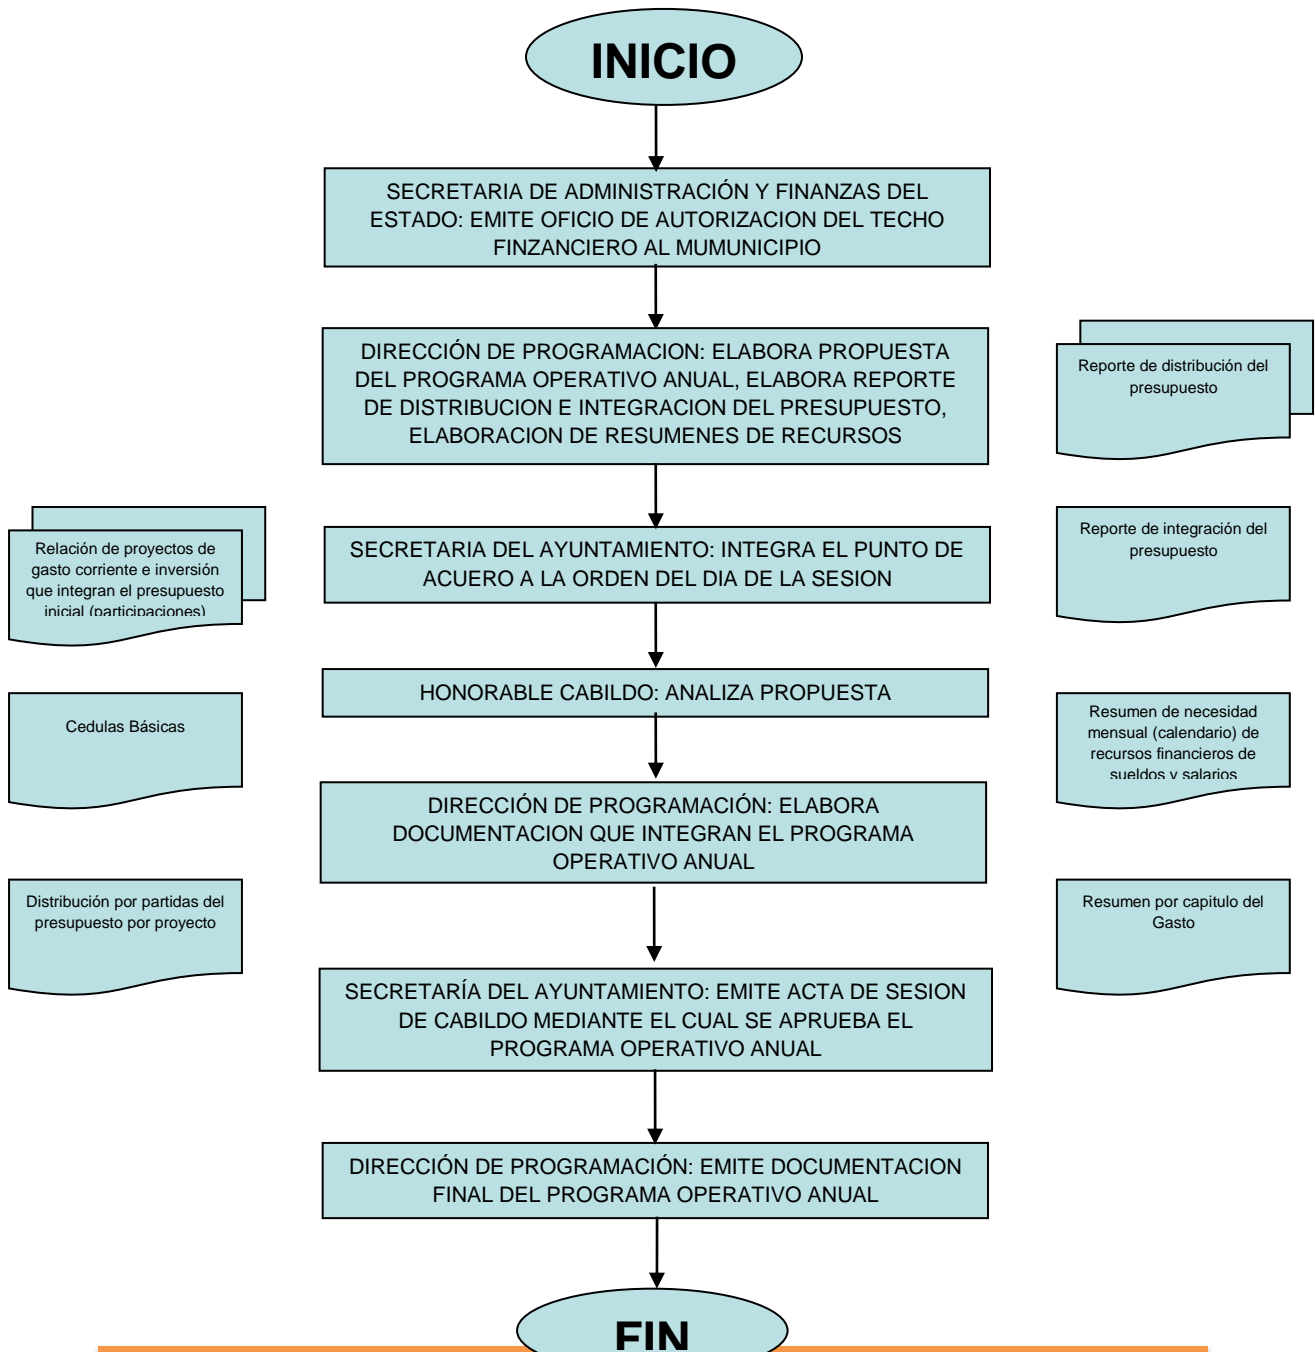 INICIO
SECRETARIA DE ADMINISTRACIÓN Y FINANZAS DEL
ESTADO: EMITE OFICIO DE AUTORIZACION DEL TECHO
FINZANCIERO AL MUMUNICIPIO
DIRECCIÓN DE PROGRAMACION: ELABORA PROPUESTA
DEL PROGRAMA OPERATIVO ANUAL, ELABORA REPORTE
DE DISTRIBUCION E INTEGRACION DEL PRESUPUESTO,
ELABORACION DE RESUMENES DE RECURSOS
Reporte de distribución del
presupuesto
Relación de proyectos de
gasto corriente e inversión
que integran el presupuesto
inicial (participaciones)
SECRETARIA DEL AYUNTAMIENTO: INTEGRA EL PUNTO DE
ACUERO A LA ORDEN DEL DIA DE LA SESION
Reporte de integración del
presupuesto
HONORABLE CABILDO: ANALIZA PROPUESTA
Cedulas Básicas
Resumen de necesidad
mensual (calendario) de
recursos financieros de
sueldos y salarios
DIRECCIÓN DE PROGRAMACIÓN: ELABORA
DOCUMENTACION QUE INTEGRAN EL PROGRAMA
OPERATIVO ANUAL
Distribución por partidas del
presupuesto por proyecto
Resumen por capitulo del
Gasto
SECRETARÍA DEL AYUNTAMIENTO: EMITE ACTA DE SESION
DE CABILDO MEDIANTE EL CUAL SE APRUEBA EL
PROGRAMA OPERATIVO ANUAL
DIRECCIÓN DE PROGRAMACIÓN: EMITE DOCUMENTACION
FINAL DEL PROGRAMA OPERATIVO ANUAL
FIN